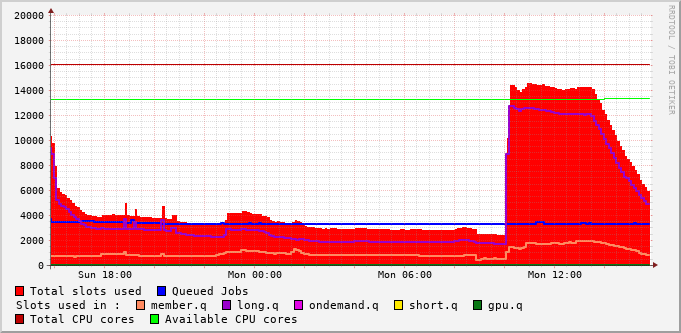 20000
18000
16000
14000
12000
10000
8000
6000
4000
2000
0
Sun 18:00 Mon 00:00 Mon 06:00 Mon 12:00
Total slots used Queued Jobs
Slots used in : member.q long.q ondemand.q short.q gpu.q
Total CPU cores Available CPU cores
RRDTOOL / TOBI OETIKER